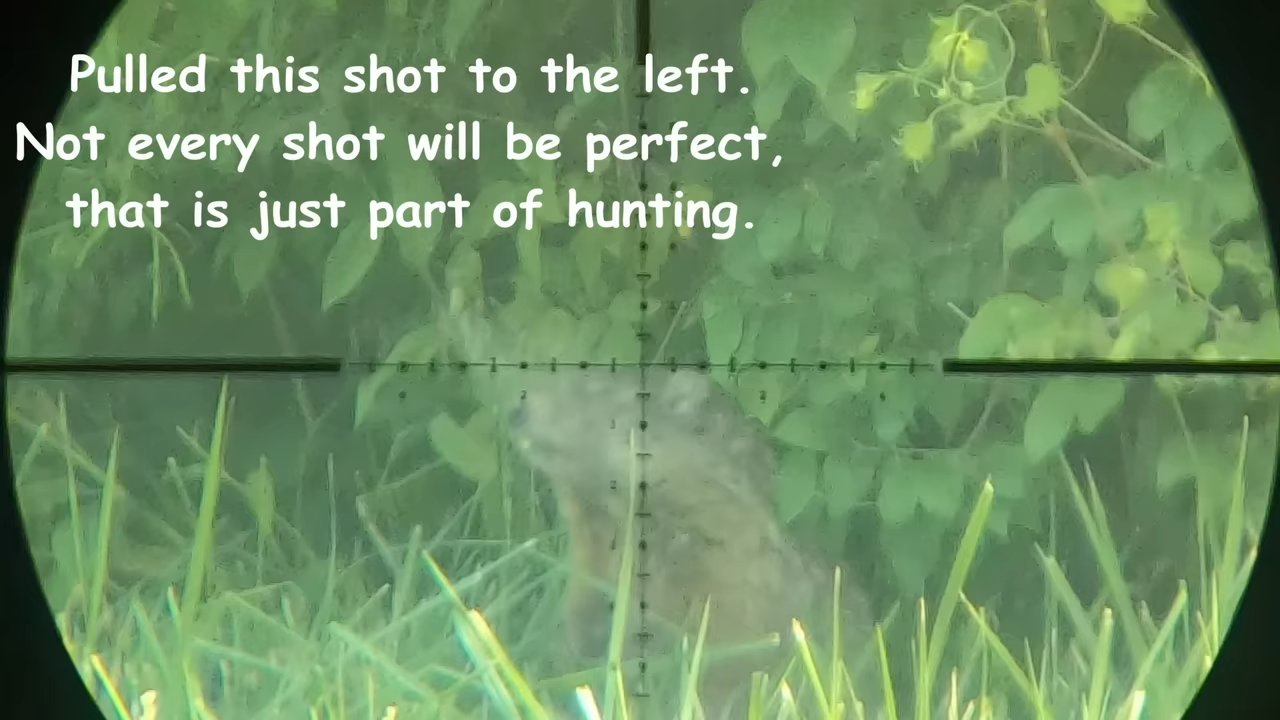 Pulled this shot to the left.
Not every shot will be perfect,
that is just part of hunting.